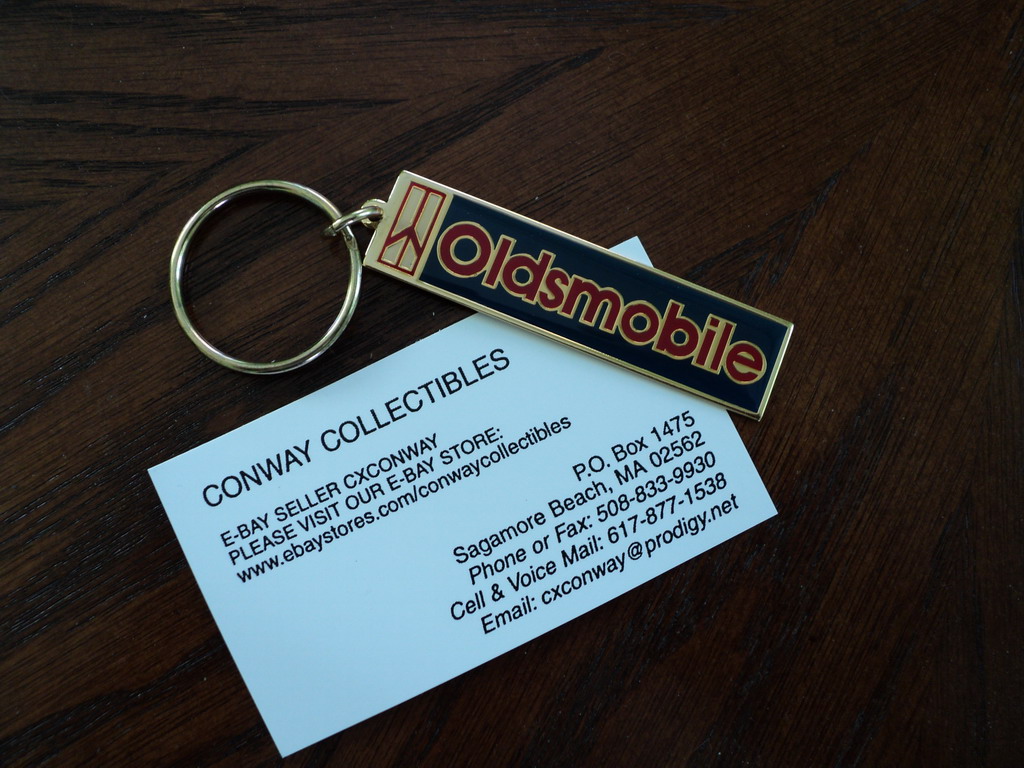 Oldsmobile
CONWAY COLLECTIBLES
E-BAY SELLER CXCONWAY
PLEASE VISIT OUR E-BAY STORE:
www.ebaystores.com/conwaycollectibles
P.O. Box 1475
Sagamore Beach, MA 02562
Phone or Fax: 508-833-9930
Cell & Voice Mail: 617-877-1538
Email: cxconway@prodigy.net